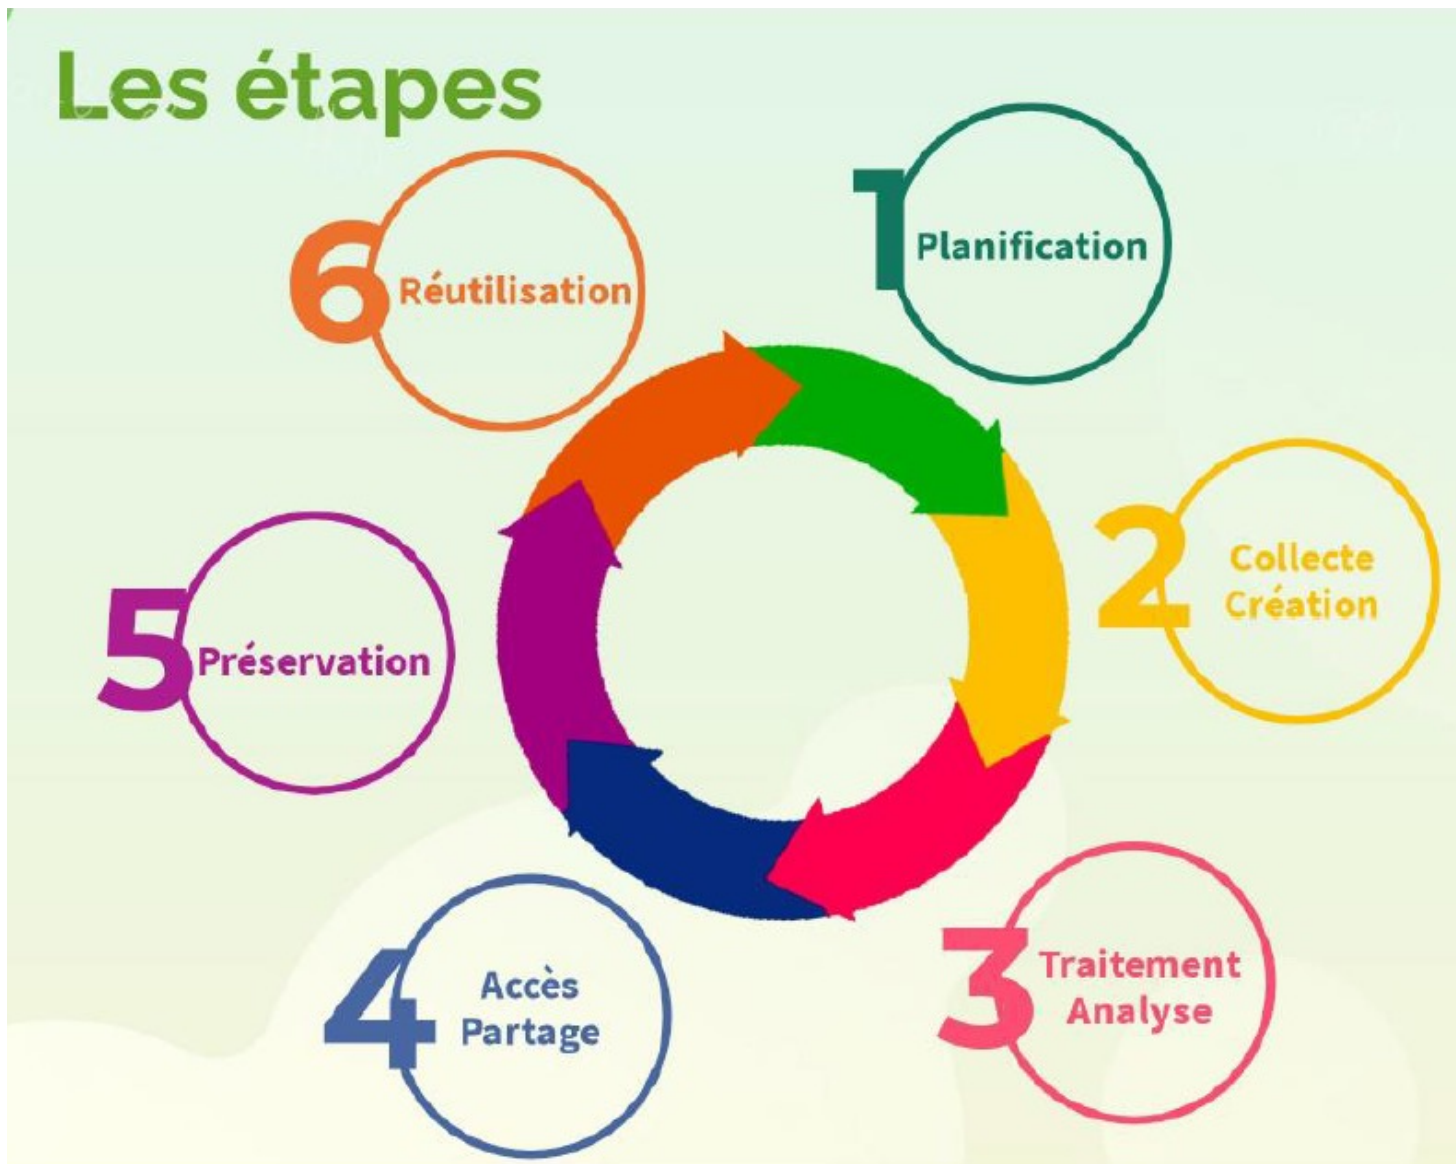 Les étapes
1
Planification
2
Collecte
Création
3
Traitement
Analyse
4
Accès
Partage
5
Préservation
6
Réutilisation